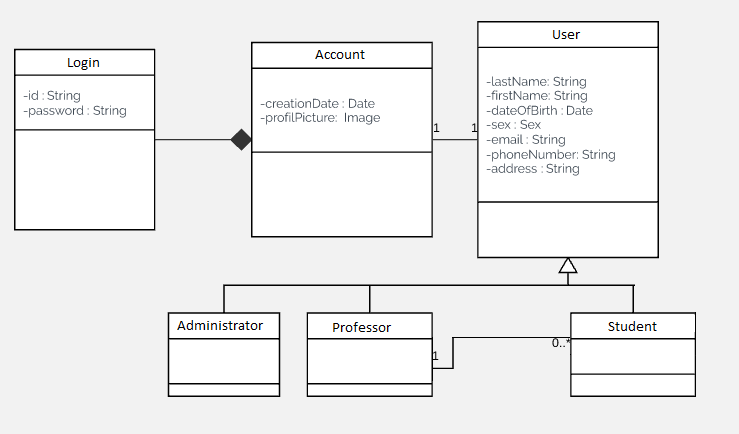 Login
-id : String
-password : String
Account
-creationDate : Date
-profilPicture: Image
1
1
User
-lastName: String
-firstName: String
-dateOfBirth : Date
-sex : Sex
-email : String
-phoneNumber: String
-address : String
Administrator
Professor
1
0..*
Student